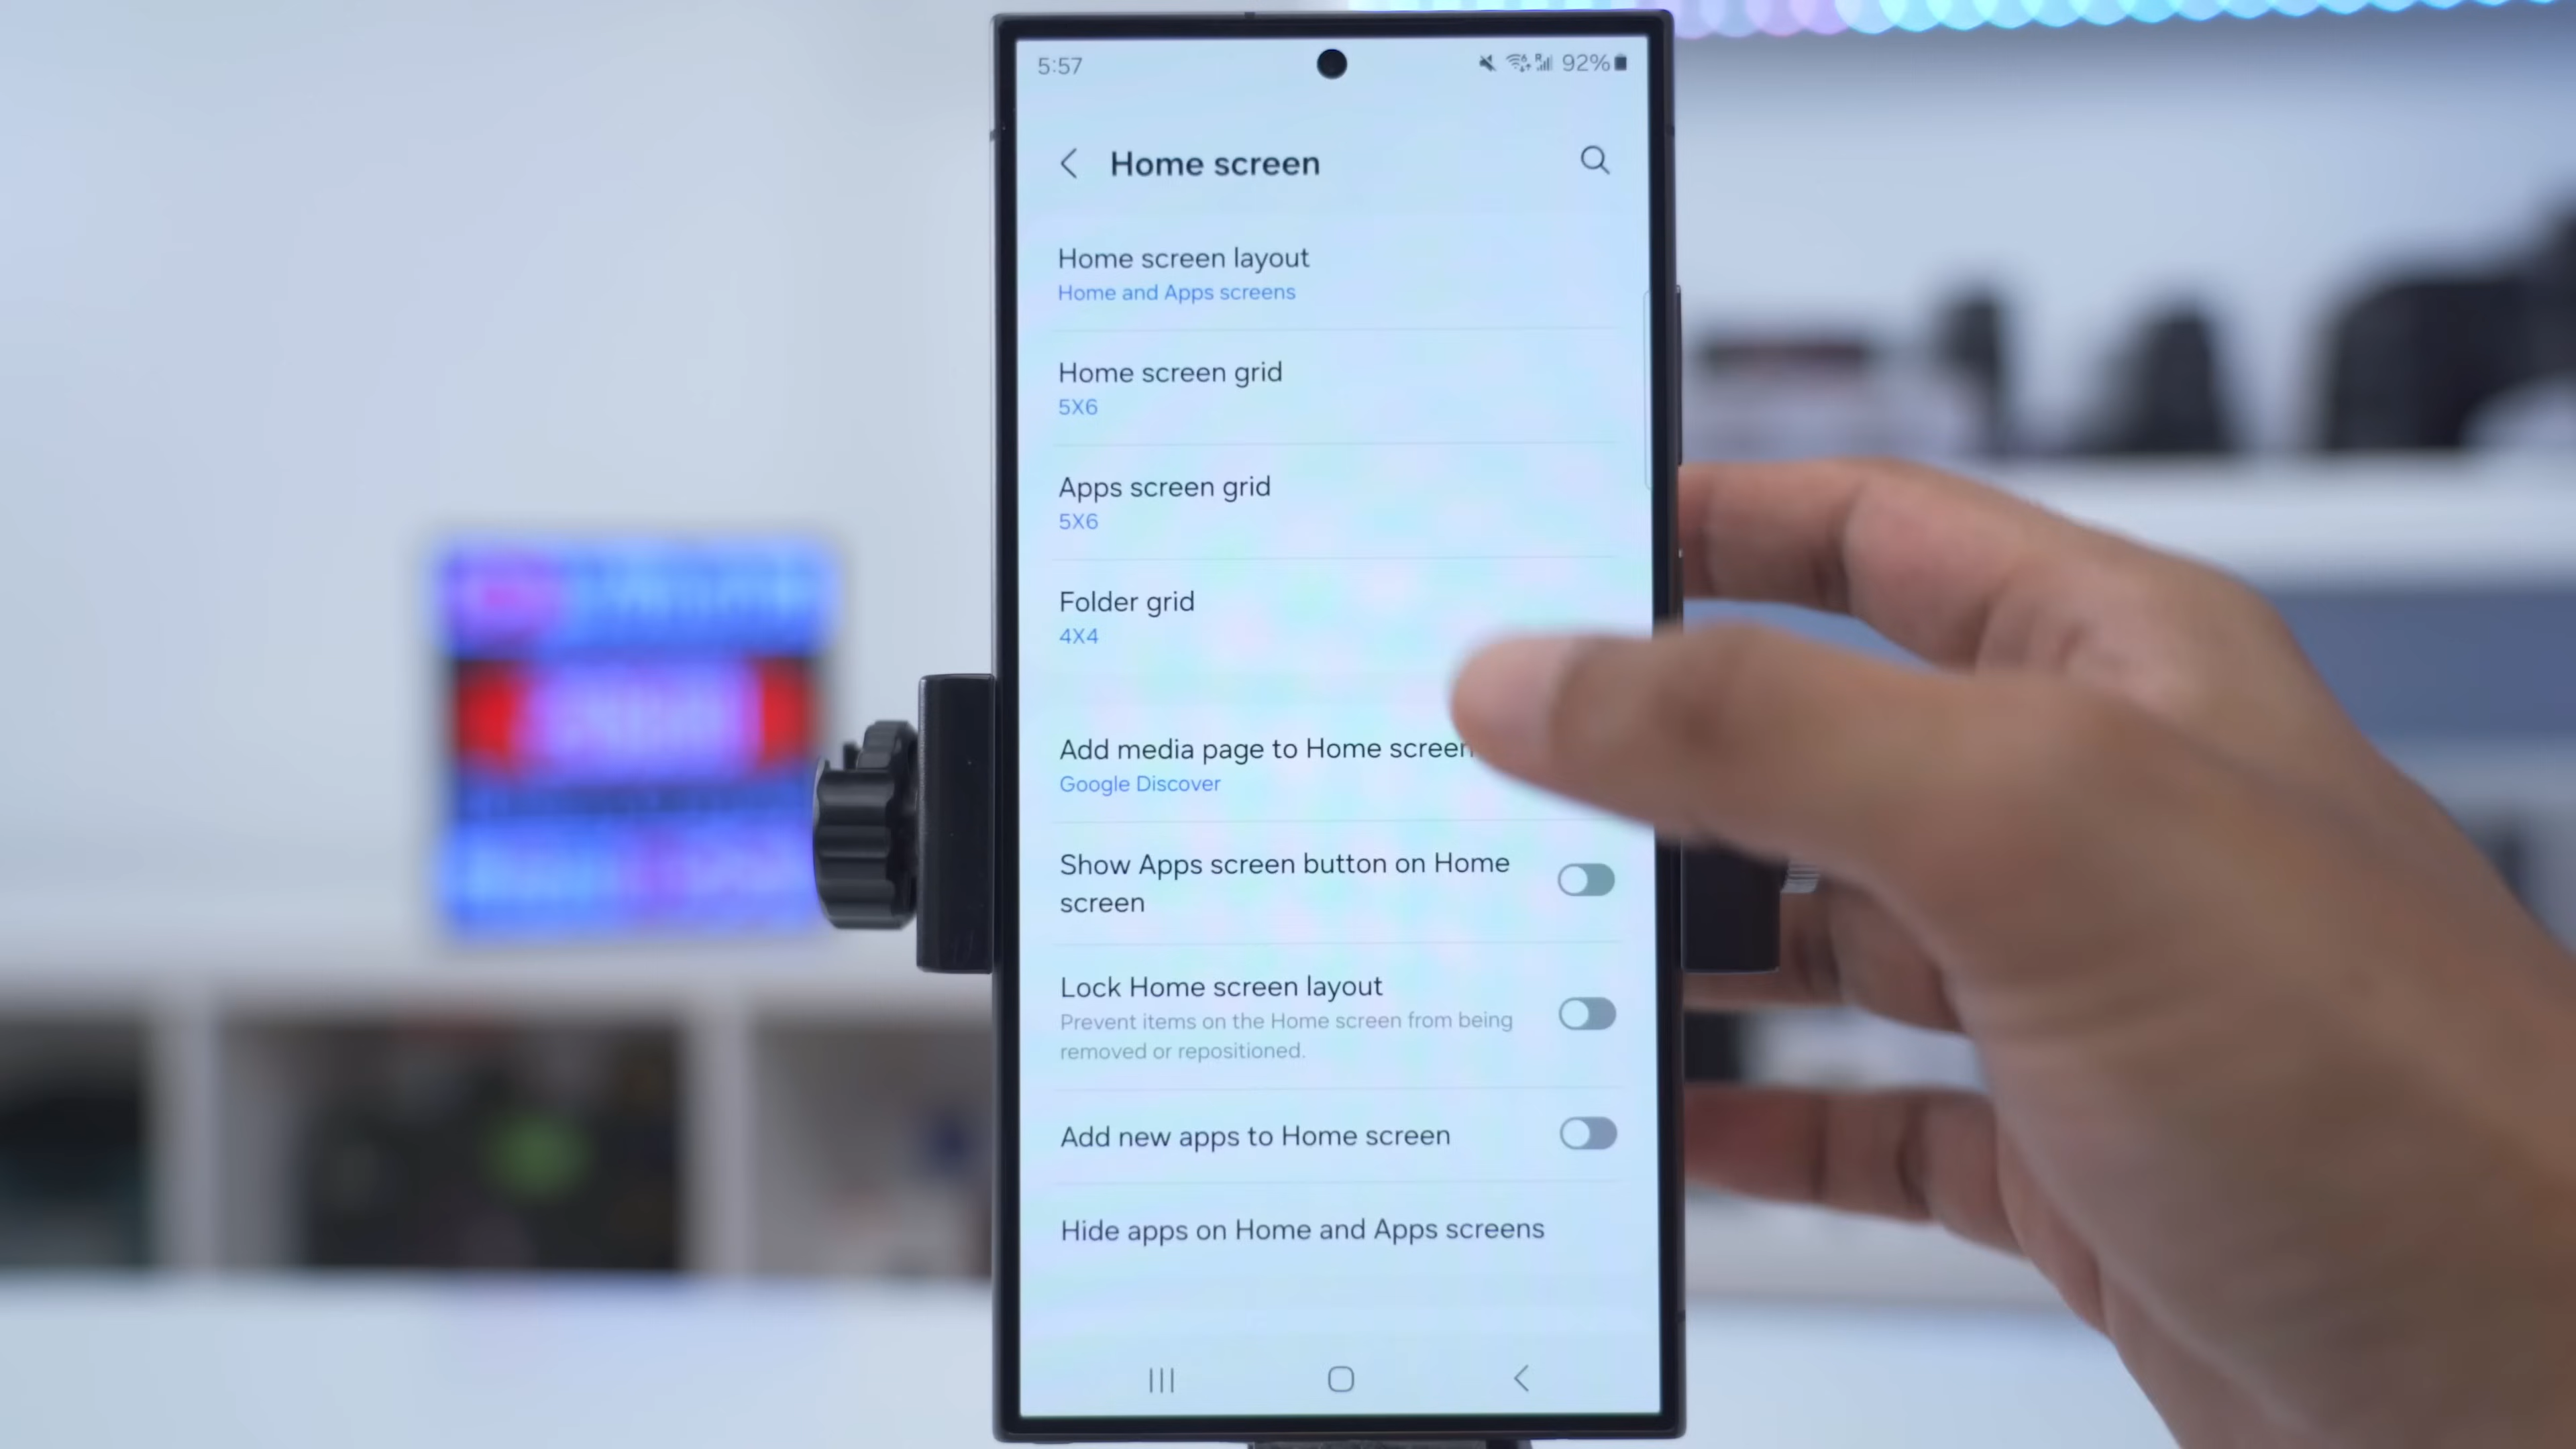 5:57
92%
Home screen
Home screen layout
Home and Apps screens
Home screen grid
5X6
Apps screen grid
5X6
Folder grid
4X4
Add media page to Home screen
Google Discover
Show Apps screen button on Home
screen
Lock Home screen layout
Prevent items on the Home screen from being
removed or repositioned.
Add new apps to Home screen
Hide apps on Home and Apps screens